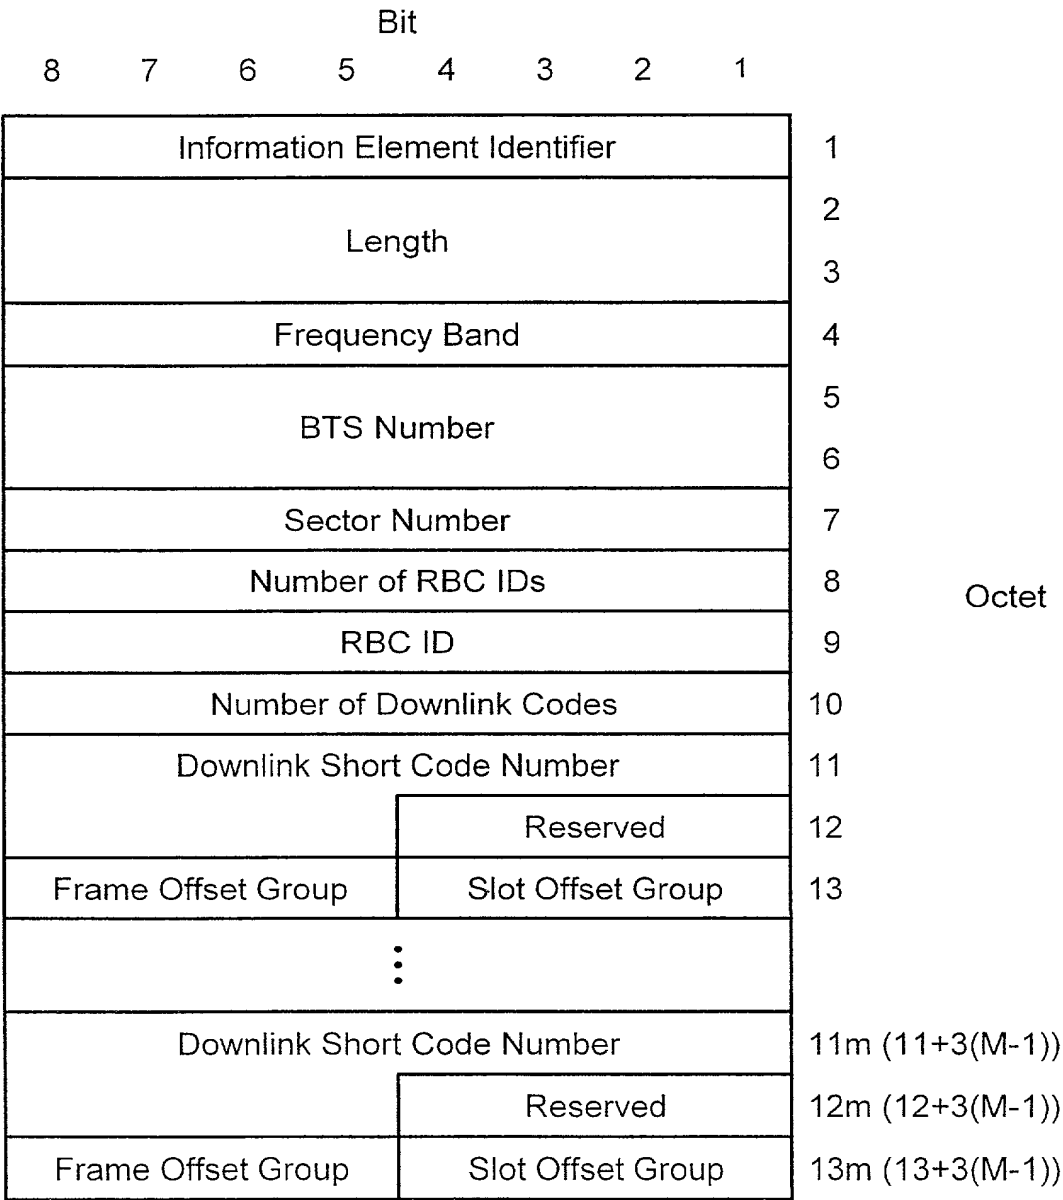 Bit
8 7 6 5 4 3 2 1
Information Element Identifier 1
2
Length
3
Frequency Band 4
5
BTS Number
6
Sector Number 7
Number of RBC IDs 8
Octet
RBC ID 9
Number of Downlink Codes 10
Downlink Short Code Number 11
Reserved 12
Frame Offset Group Slot Offset Group 13
Downlink Short Code Number 11m (11+3(M-1))
Reserved 12m (12+3(M-1))
Frame Offset Group Slot Offset Group 13m (13+3(M-1))